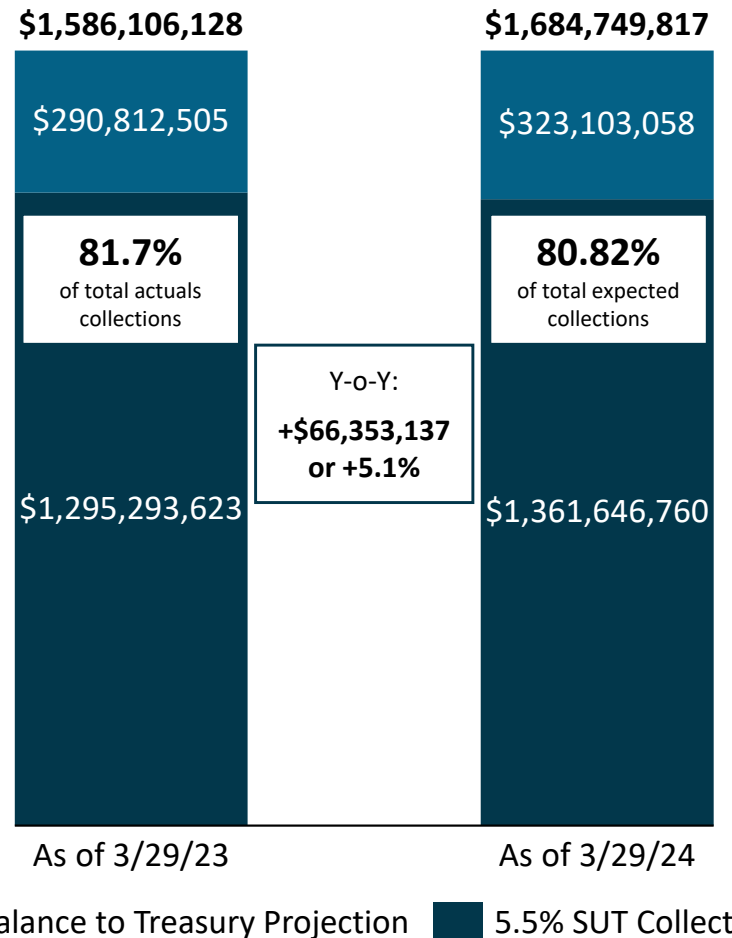 $1,586,106,128
$1,684,749,817
$290,812,505
$323,103,058
81.7%
of total actuals
collections
80.82%
of total expected
collections
Y-o-Y:
+$66,353,137
or +5.1%
$1,295,293,623
$1,361,646,760
As of 3/29/23
As of 3/29/24
alance to Treasury Projection
5.5% SUT Collect